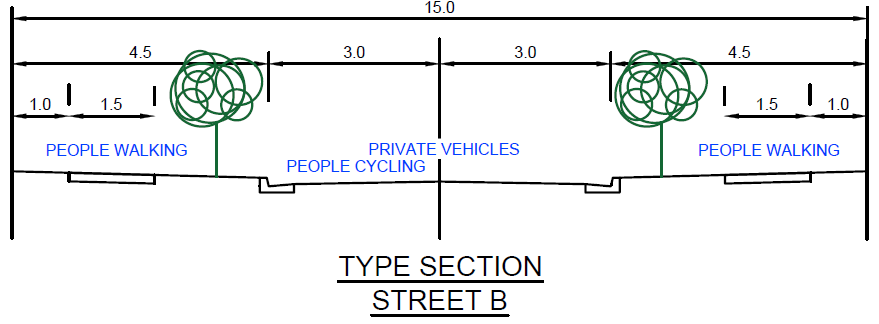 15.0
4.5 3.0 3.0 4.5
1.0 1.5 1.5 1.0
PEOPLE WALKING PRIVATE VEHICLES PEOPLE WALKING
PEOPLE CYCLING
TYPE SECTION
STREET B